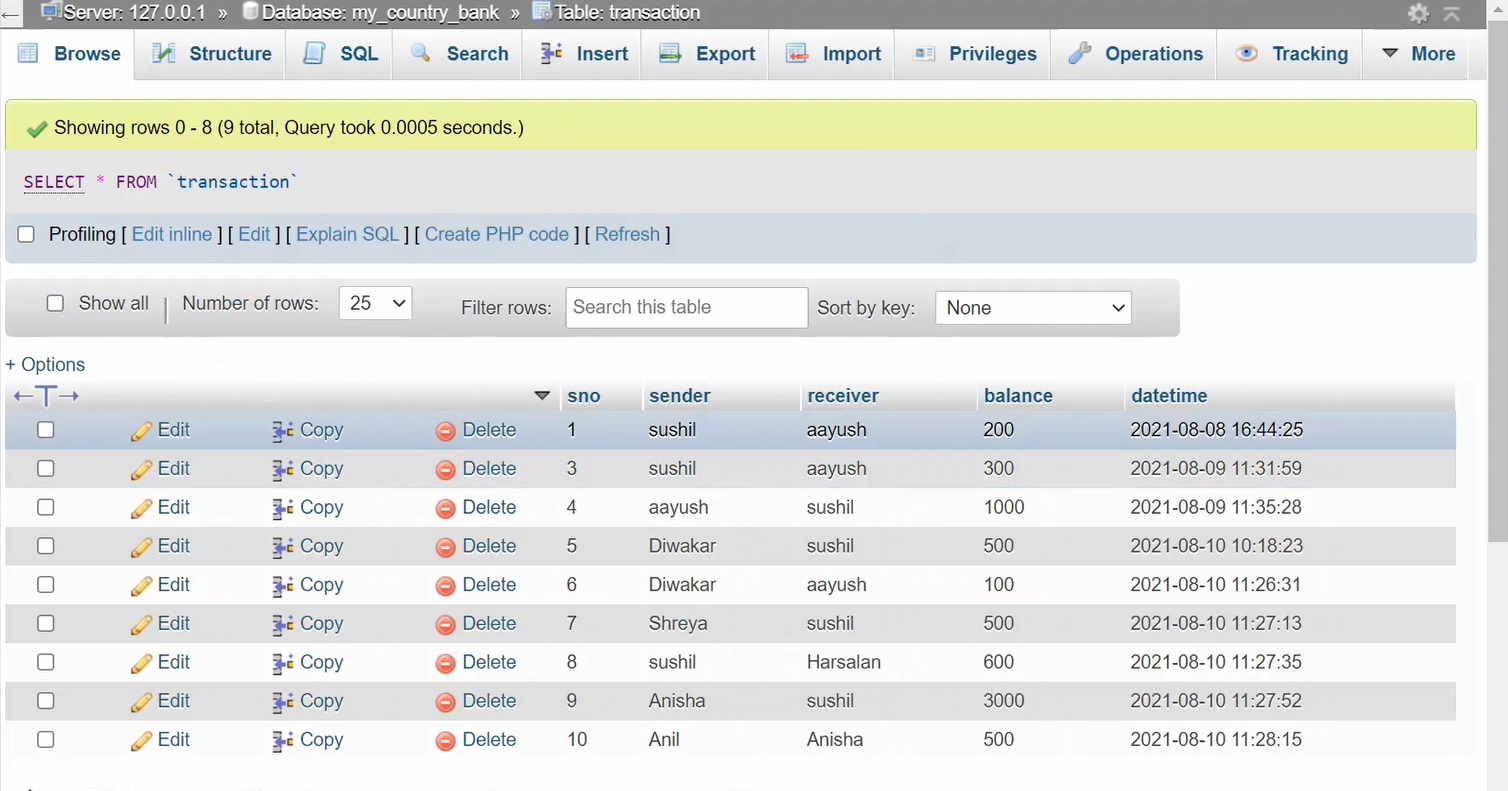 Server: 127.0.0.1 » Database: my_country_bank » Table: transaction
Browse Structure SQL Search Insert Export Import Privileges Operations Tracking More
Showing rows 0 - 8 (9 total, Query took 0.0005 seconds.)
SELECT * FROM `transaction`
Profiling [ Edit inline ] [ Edit ] [ Explain SQL ] [ Create PHP code ] [ Refresh ]
Show all | Number of rows: 25 Filter rows: Search this table Sort by key: None
+ Options
←T→ sno sender receiver balance datetime
Edit Copy Delete 1 sushil aayush 200 2021-08-08 16:44:25
Edit Copy Delete 3 sushil aayush 300 2021-08-09 11:31:59
Edit Copy Delete 4 aayush sushil 1000 2021-08-09 11:35:28
Edit Copy Delete 5 Diwakar sushil 500 2021-08-10 10:18:23
Edit Copy Delete 6 Diwakar aayush 100 2021-08-10 11:26:31
Edit Copy Delete 7 Shreya sushil 500 2021-08-10 11:27:13
Edit Copy Delete 8 sushil Harsalan 600 2021-08-10 11:27:35
Edit Copy Delete 9 Anisha sushil 3000 2021-08-10 11:27:52
Edit Copy Delete 10 Anil Anisha 500 2021-08-10 11:28:15